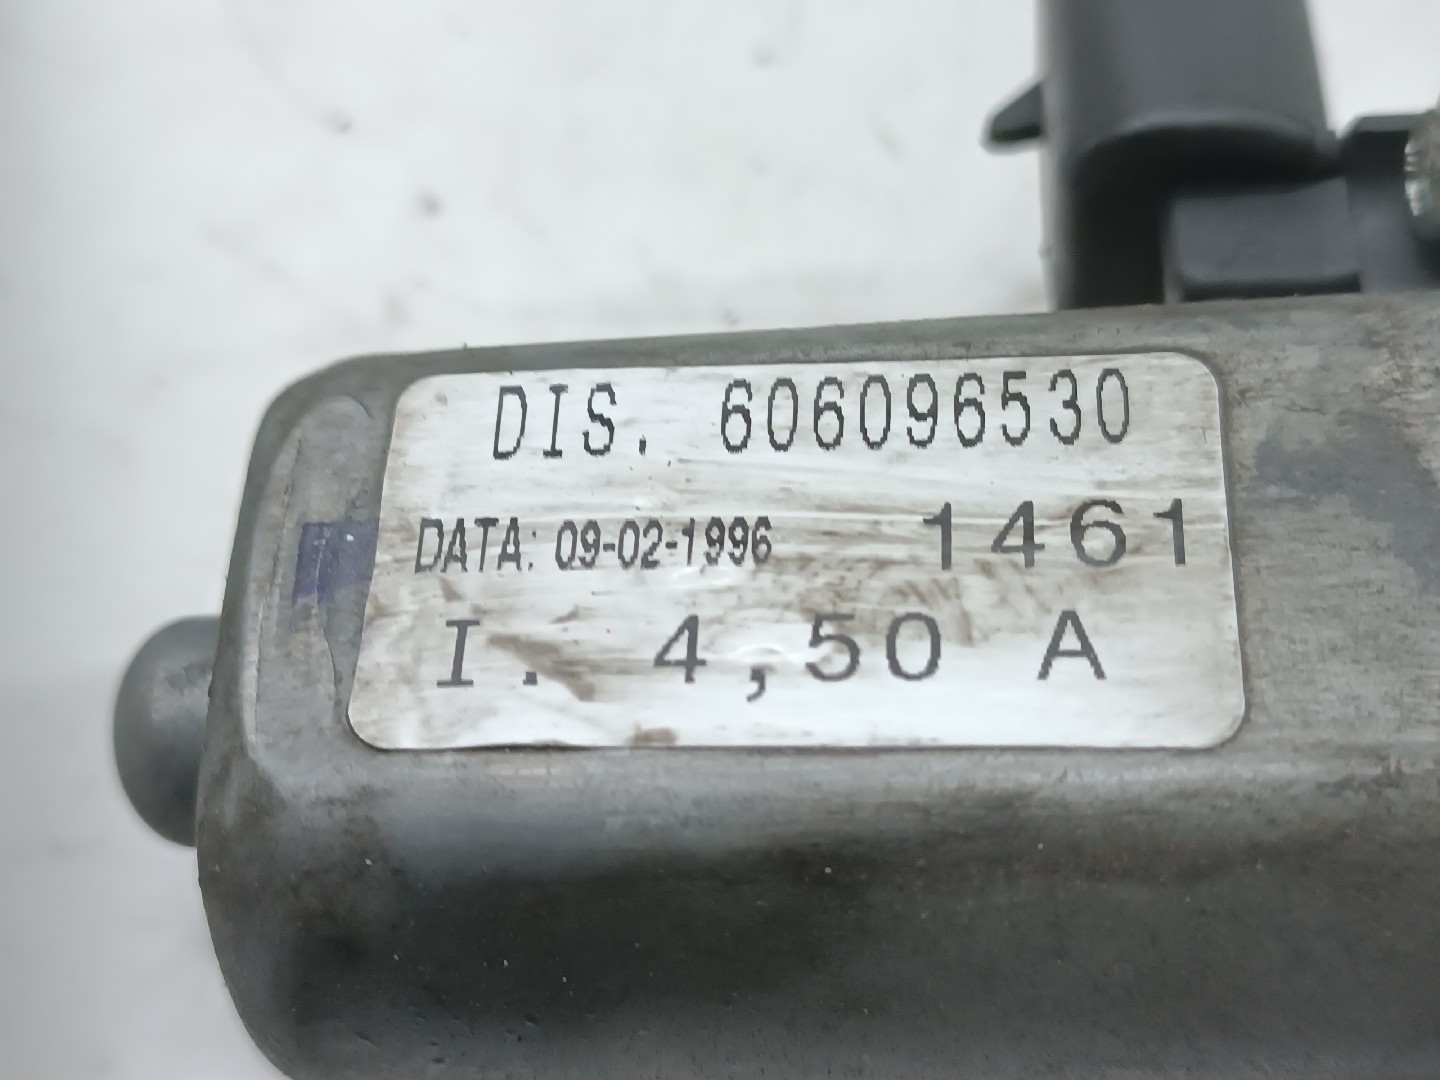 DIS. 606096530
DATA: 09-02-1996 1461
I. 4,50 A